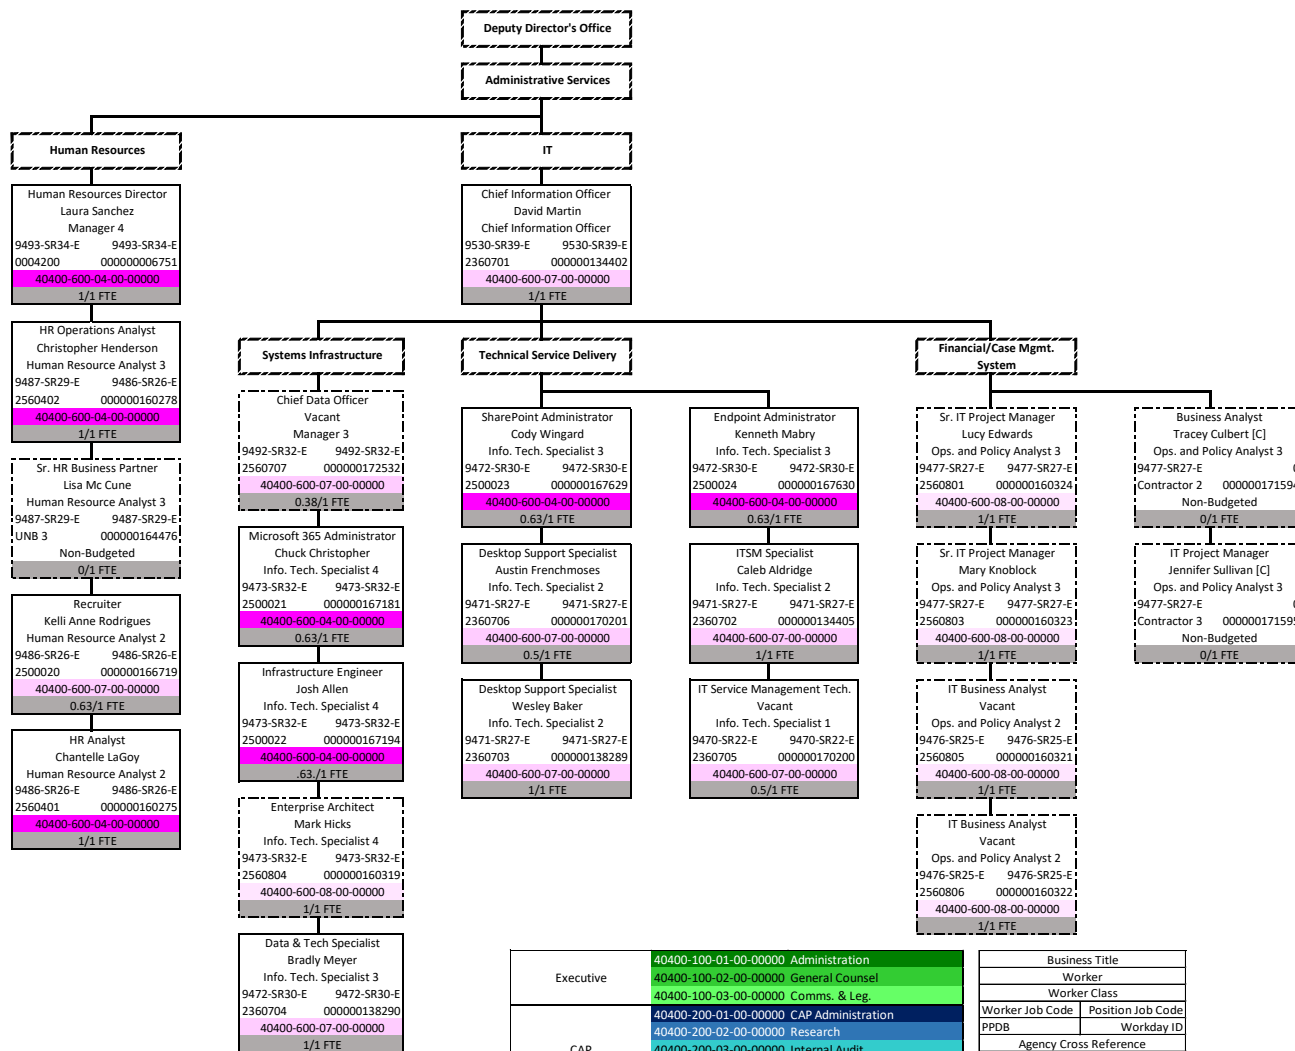 Deputy Director's Office
Administrative Services
Human Resources
IT
Human Resources Director
Laura Sanchez
Manager 4
9493-SR34-E 9493-SR34-E
0004200 000000006751
40400-600-04-00-00000
1/1 FTE
Chief Information Officer
David Martin
Chief Information Officer
9530-SR39-E 9530-SR39-E
2360701 000000134402
40400-600-07-00-00000
1/1 FTE
HR Operations Analyst
Christopher Henderson
Human Resource Analyst 3
9487-SR29-E 9486-SR26-E
2560402 000000160278
40400-600-04-00-00000
1/1 FTE
Sr. HR Business Partner
Lisa Mc Cune
Human Resource Analyst 3
9487-SR29-E 9487-SR29-E
UNB 3 000000164476
Non-Budgeted
0/1 FTE
Recruiter
Kelli Anne Rodrigues
Human Resource Analyst 2
9486-SR26-E 9486-SR26-E
2500020 000000166719
40400-600-07-00-00000
0.63/1 FTE
HR Analyst
Chantelle LaGoy
Human Resource Analyst 2
9486-SR26-E 9486-SR26-E
2560401 000000160275
40400-600-04-00-00000
1/1 FTE
Systems Infrastructure
Chief Data Officer
Vacant
Manager 3
9492-SR32-E 9492-SR32-E
2560707 000000172532
40400-600-07-00-00000
0.38/1 FTE
Microsoft 365 Administrator
Chuck Christopher
Info. Tech. Specialist 4
9473-SR32-E 9473-SR32-E
2500021 000000167181
40400-600-04-00-00000
0.63/1 FTE
Infrastructure Engineer
Josh Allen
Info. Tech. Specialist 4
9473-SR32-E 9473-SR32-E
2500022 000000167194
40400-600-04-00-00000
.63./1 FTE
Enterprise Architect
Mark Hicks
Info. Tech. Specialist 4
9473-SR32-E 9473-SR32-E
2560804 000000160319
40400-600-08-00-00000
1/1 FTE
Data & Tech Specialist
Bradly Meyer
Info. Tech. Specialist 3
9472-SR30-E 9472-SR30-E
2360704 000000138290
40400-600-07-00-00000
1/1 FTE
Technical Service Delivery
SharePoint Administrator
Cody Wingard
Info. Tech. Specialist 3
9472-SR30-E 9472-SR30-E
2500023 000000167629
40400-600-04-00-00000
0.63/1 FTE
Desktop Support Specialist
Austin Frenchmoses
Info. Tech. Specialist 2
9471-SR27-E 9471-SR27-E
2360706 000000170201
40400-600-07-00-00000
0.5/1 FTE
Desktop Support Specialist
Wesley Baker
Info. Tech. Specialist 2
9471-SR27-E 9471-SR27-E
2360703 000000138289
40400-600-07-00-00000
1/1 FTE
Endpoint Administrator
Kenneth Mabry
Info. Tech. Specialist 3
9472-SR30-E 9472-SR30-E
2500024 000000167630
40400-600-04-00-00000
0.63/1 FTE
ITSM Specialist
Caleb Aldridge
Info. Tech. Specialist 2
9471-SR27-E 9471-SR27-E
2360702 000000134405
40400-600-07-00-00000
1/1 FTE
IT Service Management Tech.
Vacant
Info. Tech. Specialist 1
9470-SR22-E 9470-SR22-E
2360705 000000170200
40400-600-07-00-00000
0.5/1 FTE
Financial/Case Mgmt.
System
Sr. IT Project Manager
Lucy Edwards
Ops. and Policy Analyst 3
9477-SR27-E 9477-SR27-E
2560801 000000160324
40400-600-08-00-00000
1/1 FTE
Sr. IT Project Manager
Mary Knoblock
Ops. and Policy Analyst 3
9477-SR27-E 9477-SR27-E
2560803 000000160323
40400-600-08-00-00000
1/1 FTE
IT Business Analyst
Vacant
Ops. and Policy Analyst 2
9476-SR25-E 9476-SR25-E
2560805 000000160321
40400-600-08-00-00000
1/1 FTE
IT Business Analyst
Vacant
Ops. and Policy Analyst 2
9476-SR25-E 9476-SR25-E
2560806 000000160322
40400-600-08-00-00000
1/1 FTE
Business Analyst
Tracey Culbert [C]
Ops. and Policy Analyst 3
9477-SR27-E 0
Contractor 2 000000171594
Non-Budgeted
0/1 FTE
IT Project Manager
Jennifer Sullivan [C]
Ops. and Policy Analyst 3
9477-SR27-E 0
Contractor 3 000000171595
Non-Budgeted
0/1 FTE
Executive
40400-100-01-00-00000 Administration
40400-100-02-00-00000 General Counsel
40400-100-03-00-00000 Comms. & Leg.
CAP
40400-200-01-00-00000 CAP Administration
40400-200-02-00-00000 Research
40400-200-03-00-00000 Internal Audit
Business Title
Worker
Worker Class
Worker Job Code Position Job Code
PPDB Workday ID
Agency Cross Reference